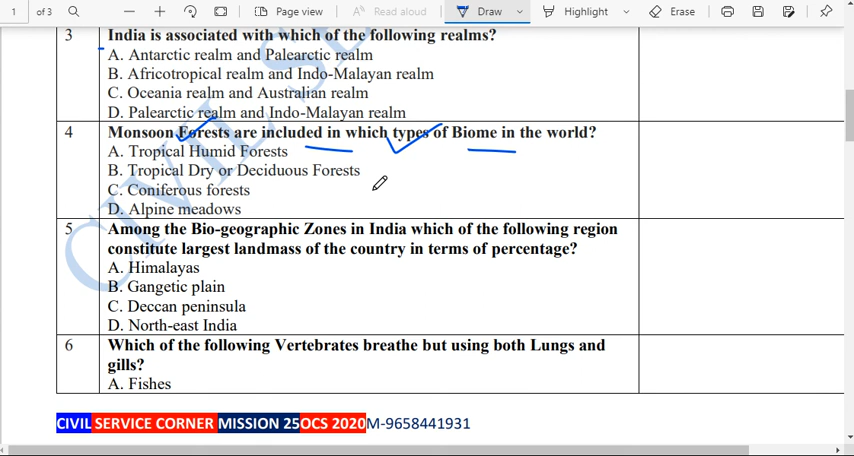 1 of 3 Page view Read aloud Draw Highlight Erase
3 India is associated with which of the following realms?
A. Antarctic realm and Palearctic realm
B. Africotropical realm and Indo-Malayan realm
C. Oceania realm and Australian realm
D. Palearctic realm and Indo-Malayan realm
4 Monsoon Forests are included in which types of Biome in the world?
A. Tropical Humid Forests
B. Tropical Dry or Deciduous Forests
C. Coniferous forests
D. Alpine meadows
5 Among the Bio-geographic Zones in India which of the following region
constitute largest landmass of the country in terms of percentage?
A. Himalayas
B. Gangetic plain
C. Deccan peninsula
D. North-east India
6 Which of the following Vertebrates breathe but using both Lungs and
gills?
A. Fishes
CIVIL SERVICE CORNER MISSION 25OCS 2020M-9658441931
CIVIL